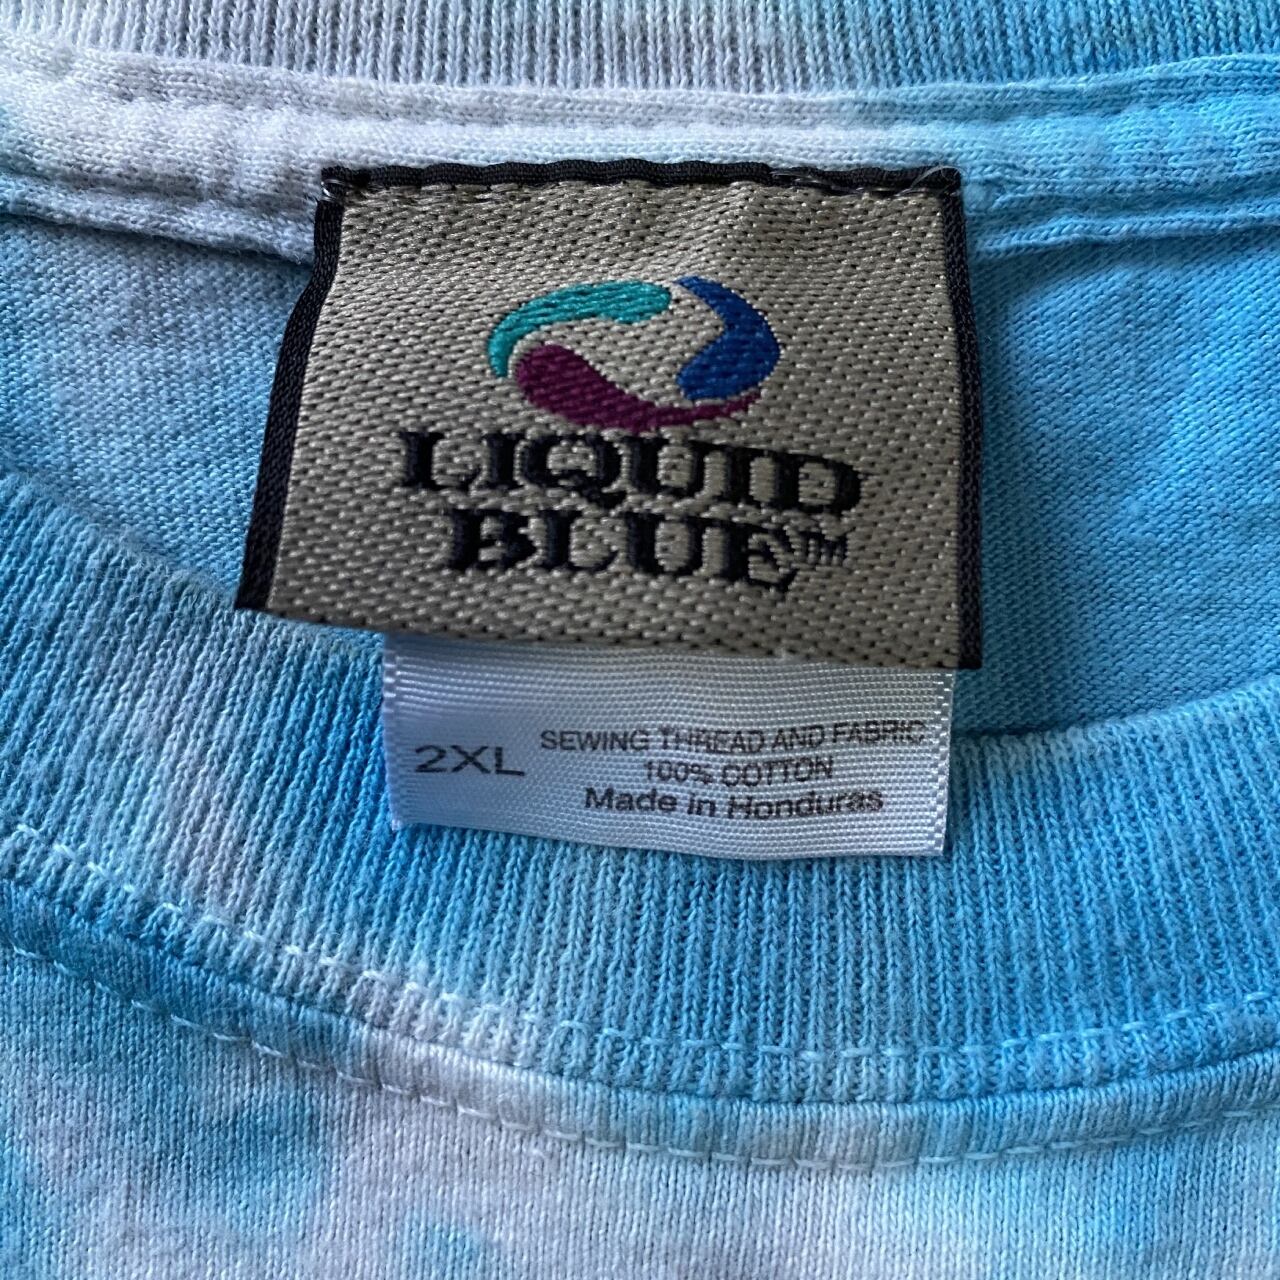 LIQUID
BLUE™
2XL
SEWING THREAD AND FABRIC
100% COTTON
Made in Honduras